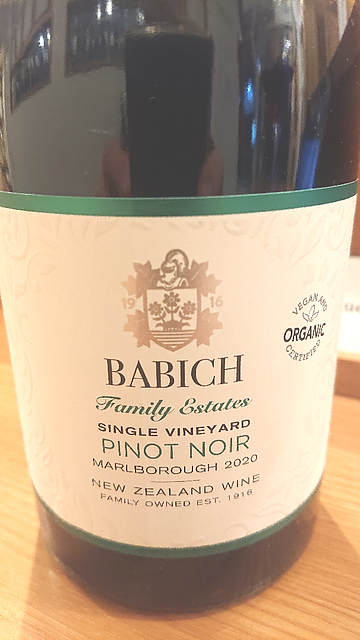 19 16
BABICH
Family Estates
SINGLE VINEYARD
PINOT NOIR
MARLBOROUGH 2020
NEW ZEALAND WINE
FAMILY OWNED EST. 1916
VEGAN AND
ORGANIC
CERTIFIED